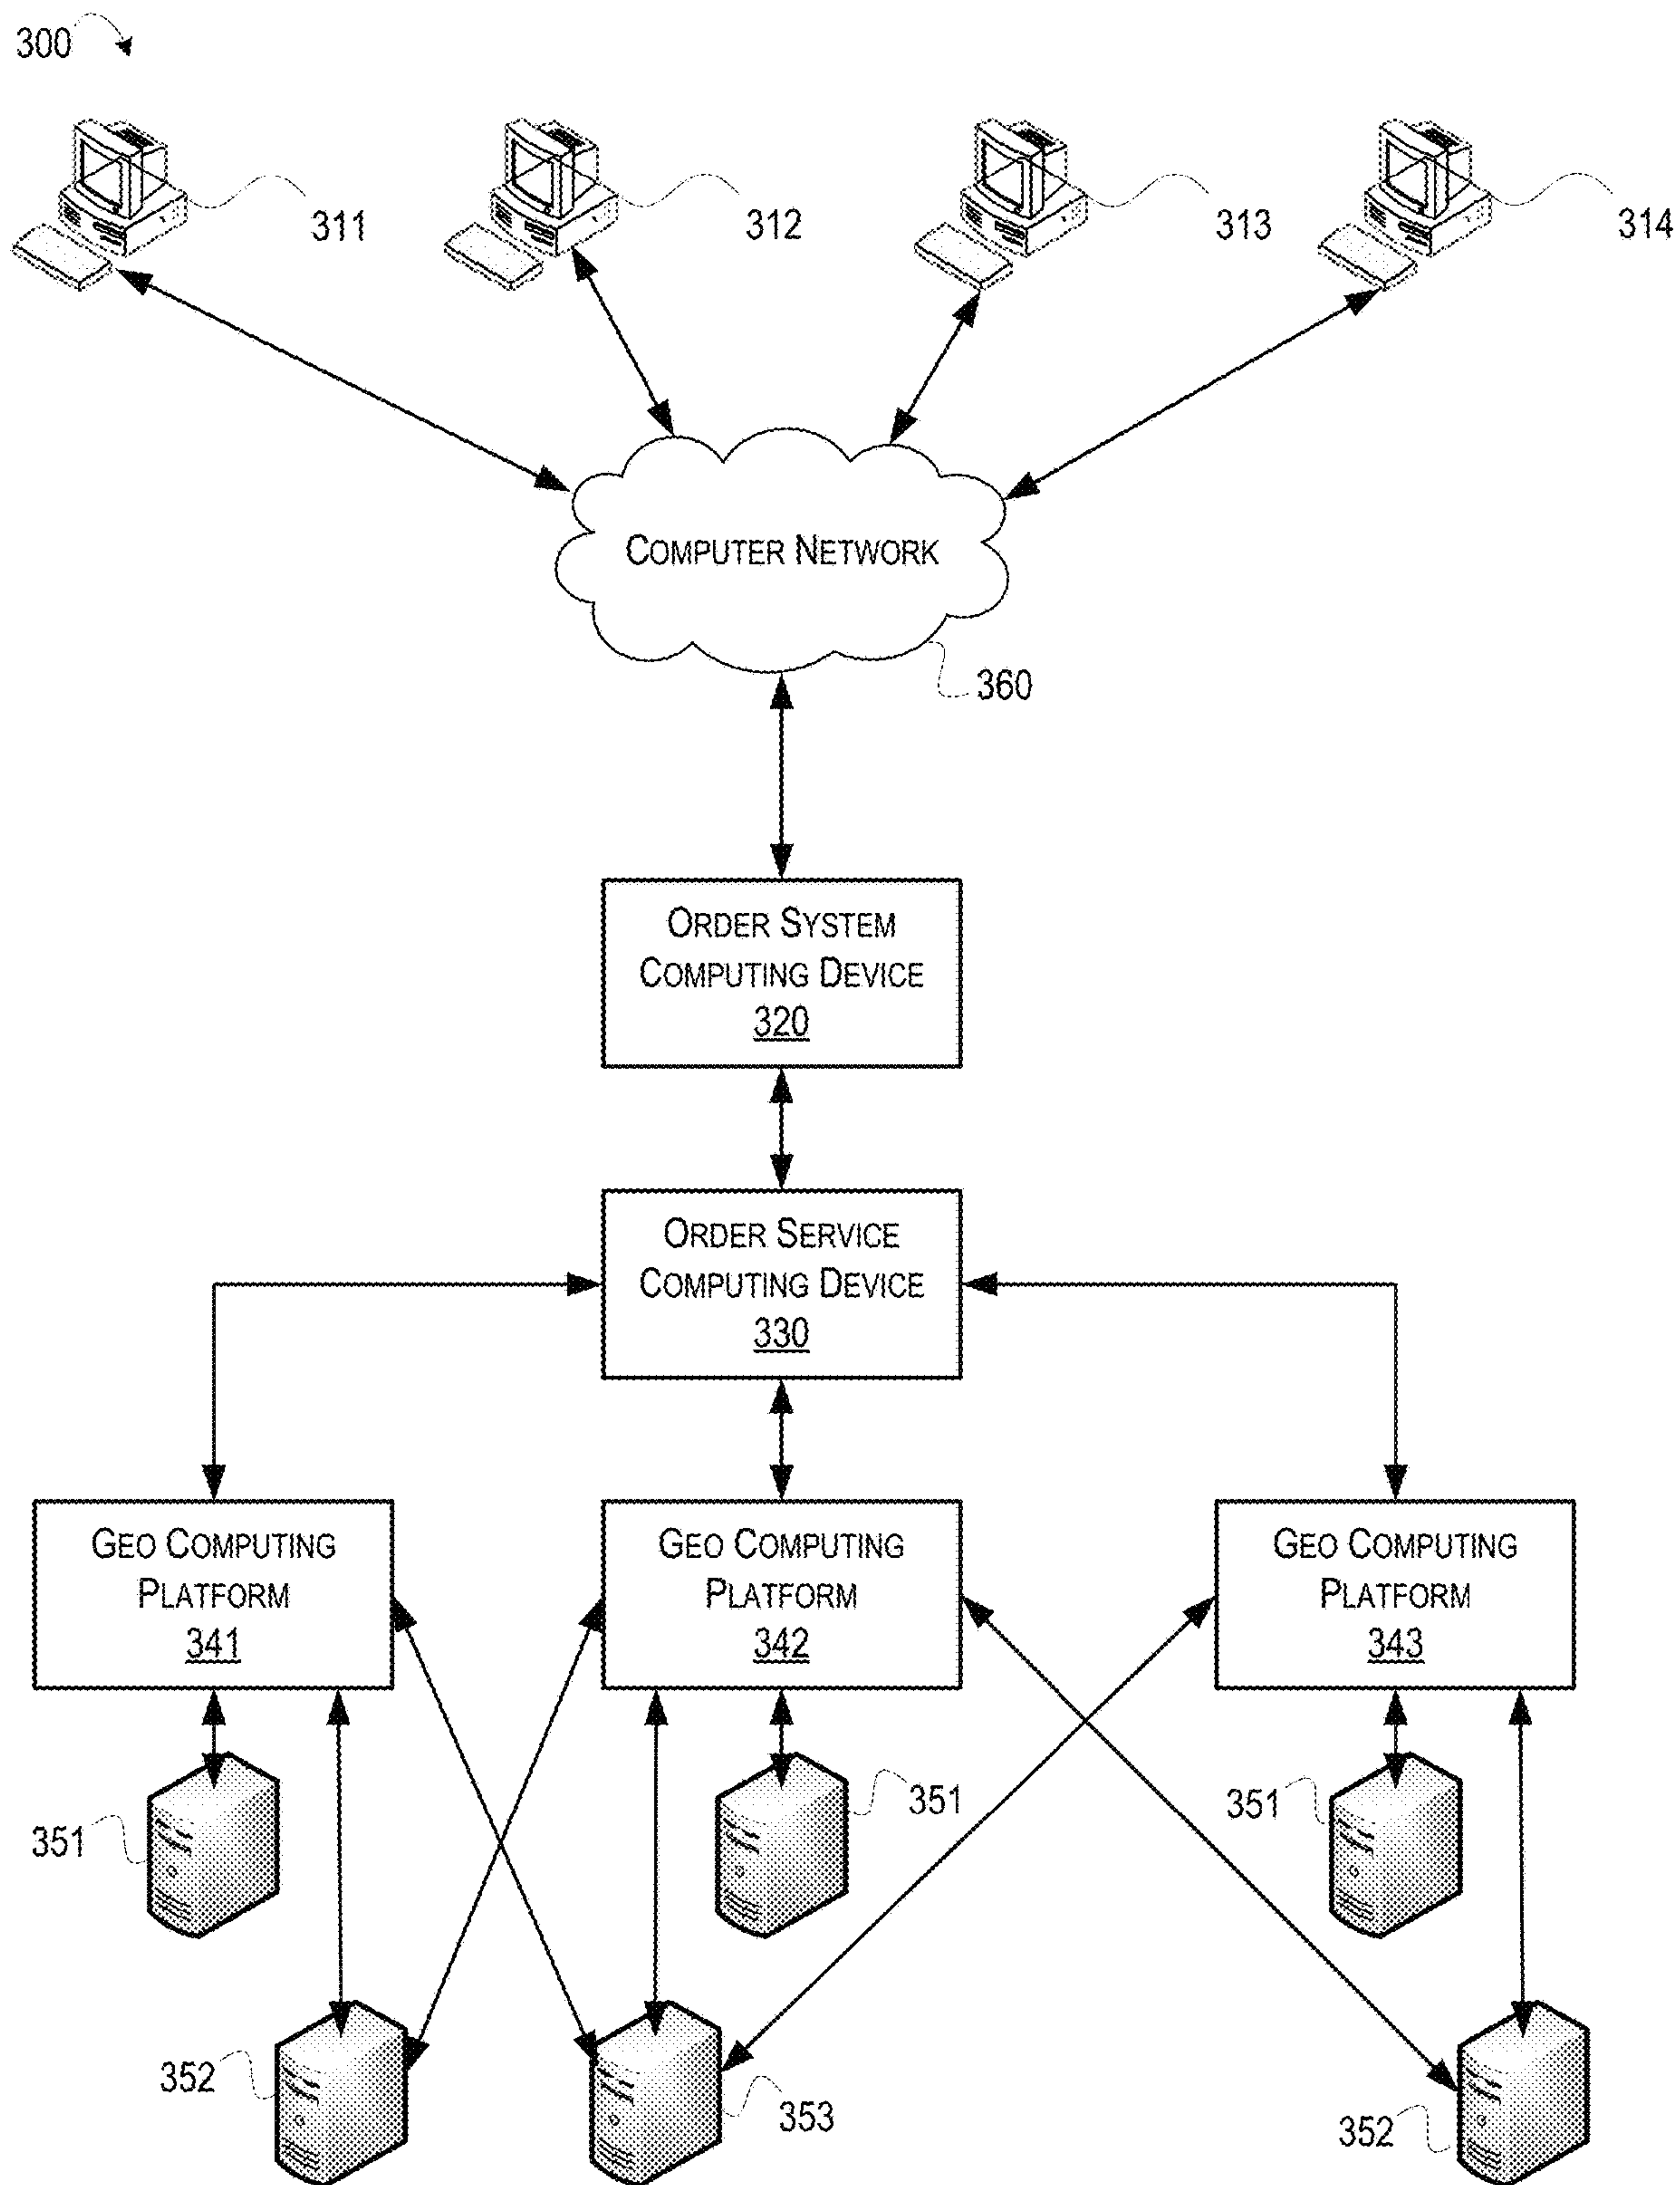 300
311
312
313
314
COMPUTER NETWORK
360
ORDER SYSTEM
COMPUTING DEVICE
320
ORDER SERVICE
COMPUTING DEVICE
330
GEO COMPUTING
PLATFORM
341
GEO COMPUTING
PLATFORM
342
GEO COMPUTING
PLATFORM
343
351
351
351
352
353
352